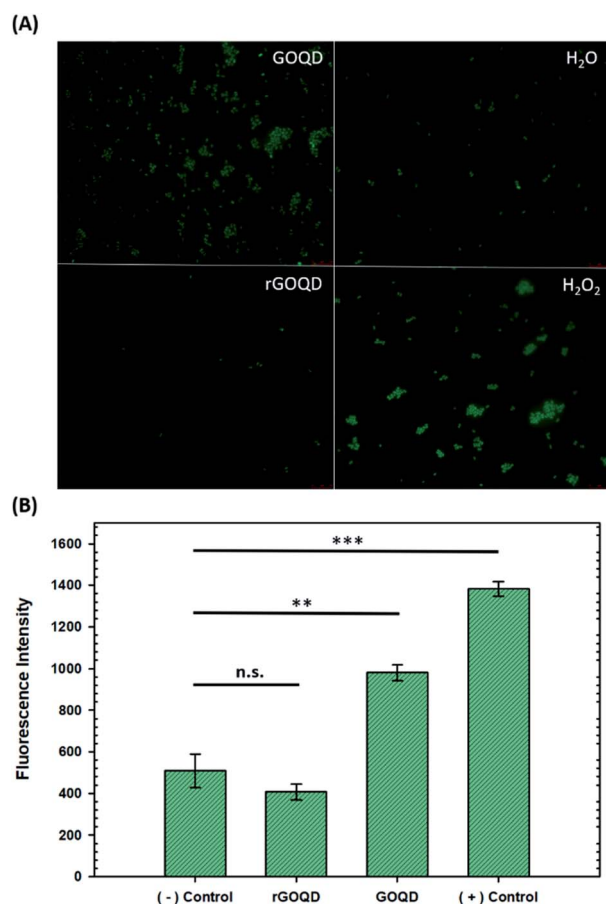 (A)
GOQD
H₂O
rGOQD
H₂O₂
(B)
1600
1400
1200
1000
800
600
400
200
0
Fluorescence Intensity
***
**
n.s.
( - ) Control
rGOQD
GOQD
( + ) Control